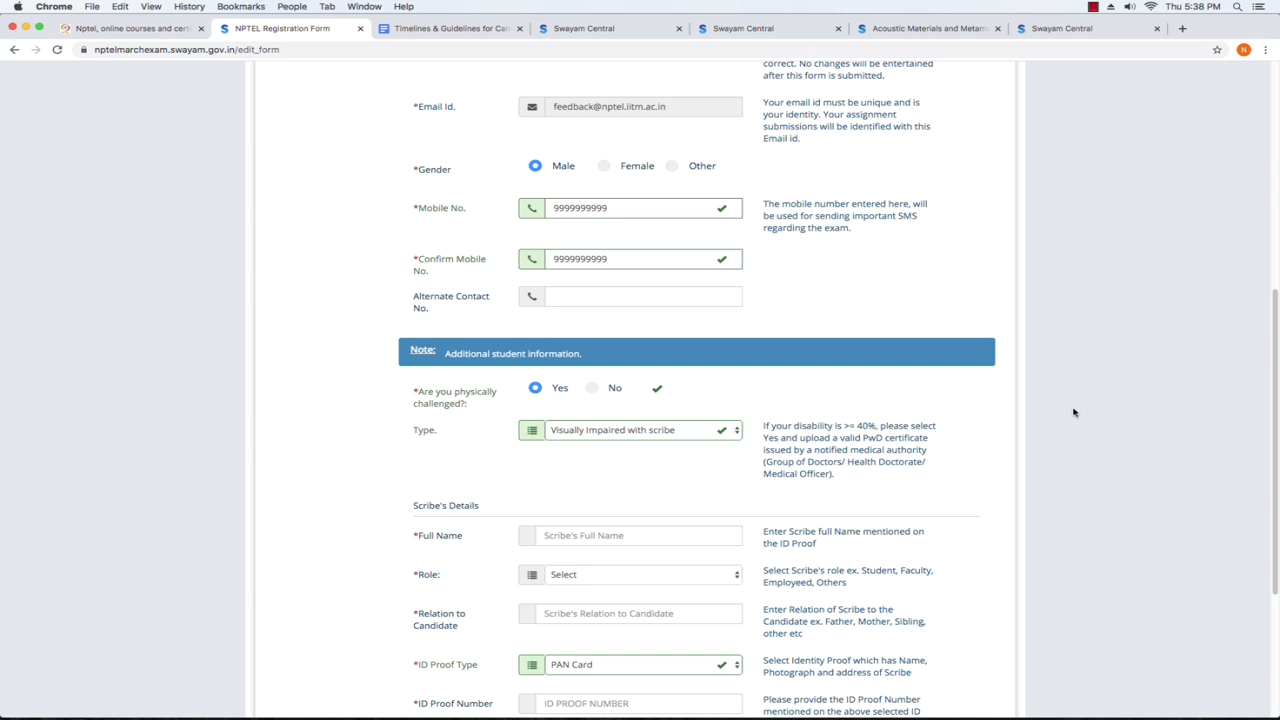 Chrome File Edit View History Bookmarks People Tab Window Help Thu 5:38 PM
Nptel, online courses and certi
NPTEL Registration Form
Timelines & Guidelines for Can
Swayam Central
Swayam Central
Acoustic Materials and Metam
Swayam Central
nptelmarchexam.swayam.gov.in/edit_form
N
correct. No changes will be entertained
after this form is submitted.
*Email Id.
feedback@nptel.iitm.ac.in
Your email id must be unique and is
your identity. Your assignment
submissions will be identified with this
Email id.
*Gender
Male Female Other
*Mobile No.
9999999999
The mobile number entered here, will
be used for sending important SMS
regarding the exam.
*Confirm Mobile
No.
9999999999
Alternate Contact
No.
Note: Additional student information.
*Are you physically
challenged?:
Yes No
Type.
Visually Impaired with scribe
If your disability is >= 40%, please select
Yes and upload a valid PwD certificate
issued by a notified medical authority
(Group of Doctors/ Health Doctorate/
Medical Officer).
Scribe's Details
*Full Name
Scribe's Full Name
Enter Scribe full Name mentioned on
the ID Proof
*Role:
Select
Select Scribe's role ex. Student, Faculty,
Employeed, Others
*Relation to
Candidate
Scribe's Relation to Candidate
Enter Relation of Scribe to the
Candidate ex. Father, Mother, Sibling,
other etc
*ID Proof Type
PAN Card
Select Identity Proof which has Name,
Photograph and address of Scribe
*ID Proof Number
ID PROOF NUMBER
Please provide the ID Proof Number
mentioned on the above selected ID